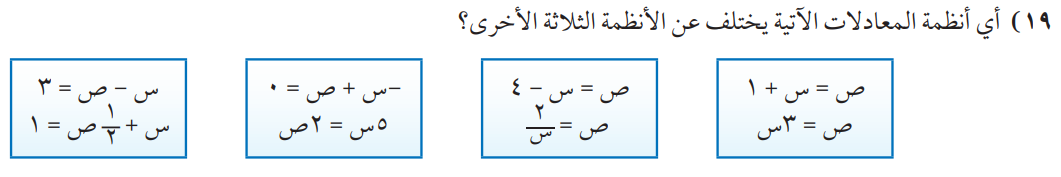 ١٩) أي أنظمة المعادلات الآتية يختلف عن الأنظمة الثلاثة الأخرى؟
ص = س + ١
ص = ٣س
ص = س – ٤
ص = ٢/س
–س + ص = ٠
٥س = ٢ص
س – ص = ٣
س + ١/٢ ص = ١